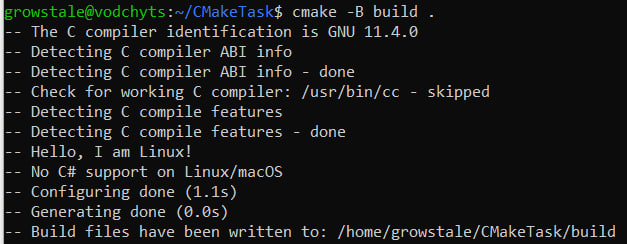 growstale@vodchyts:~/CMakeTask$ cmake -B build .
-- The C compiler identification is GNU 11.4.0
-- Detecting C compiler ABI info
-- Detecting C compiler ABI info - done
-- Check for working C compiler: /usr/bin/cc - skipped
-- Detecting C compile features
-- Detecting C compile features - done
-- Hello, I am Linux!
-- No C# support on Linux/macOS
-- Configuring done (1.1s)
-- Generating done (0.0s)
-- Build files have been written to: /home/growstale/CMakeTask/build